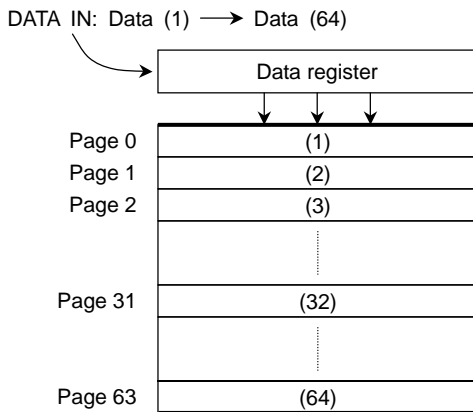 DATA IN: Data (1) → Data (64)
Data register
Page 0 (1)
Page 1 (2)
Page 2 (3)
Page 31 (32)
Page 63 (64)